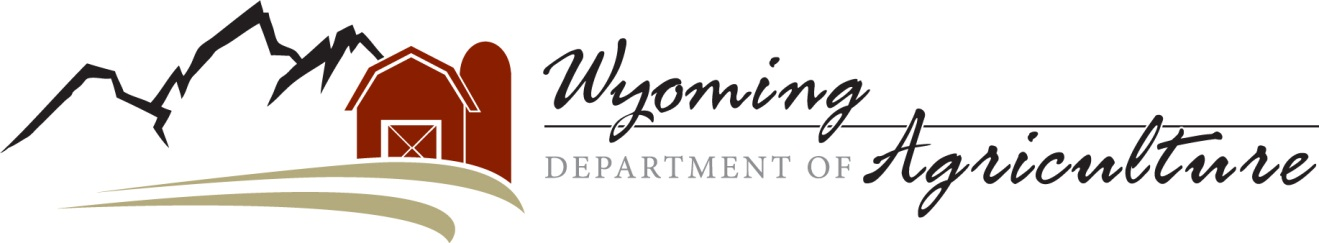 Wyoming
DEPARTMENT OF Agriculture